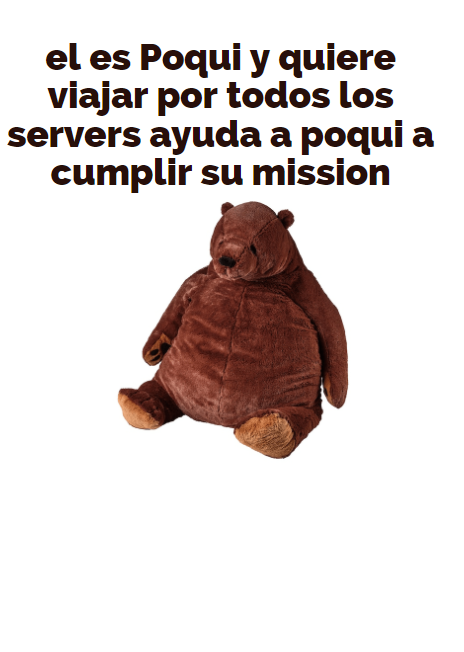 el es Poqui y quiere
viajar por todos los
servers ayuda a poqui a
cumplir su mission